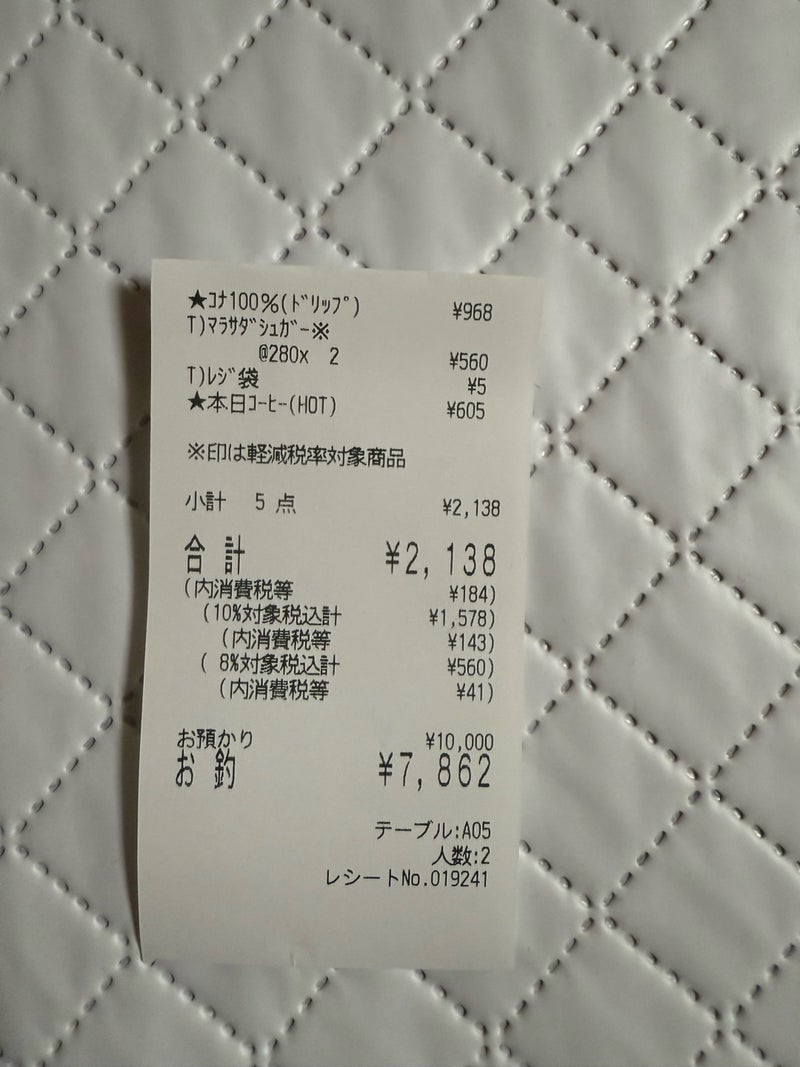 ★ｺﾅ100%(ﾄﾞﾘｯﾌﾟ) ¥968
T)ﾏﾗｻﾀﾞｼｭｶﾞｰ※
@280x 2 ¥560
T)ﾚｼﾞ袋 ¥5
★本日ｺｰﾋｰ(HOT) ¥605
※印は軽減税率対象商品
小計 5 点 ¥2,138
合 計 ¥2,138
(内消費税等 ¥184)
(10%対象税込計 ¥1,578)
(内消費税等 ¥143)
( 8%対象税込計 ¥560)
(内消費税等 ¥41)
お預かり ¥10,000
お 釣 ¥7,862
テーブル:A05
人数:2
レシートNo.019241